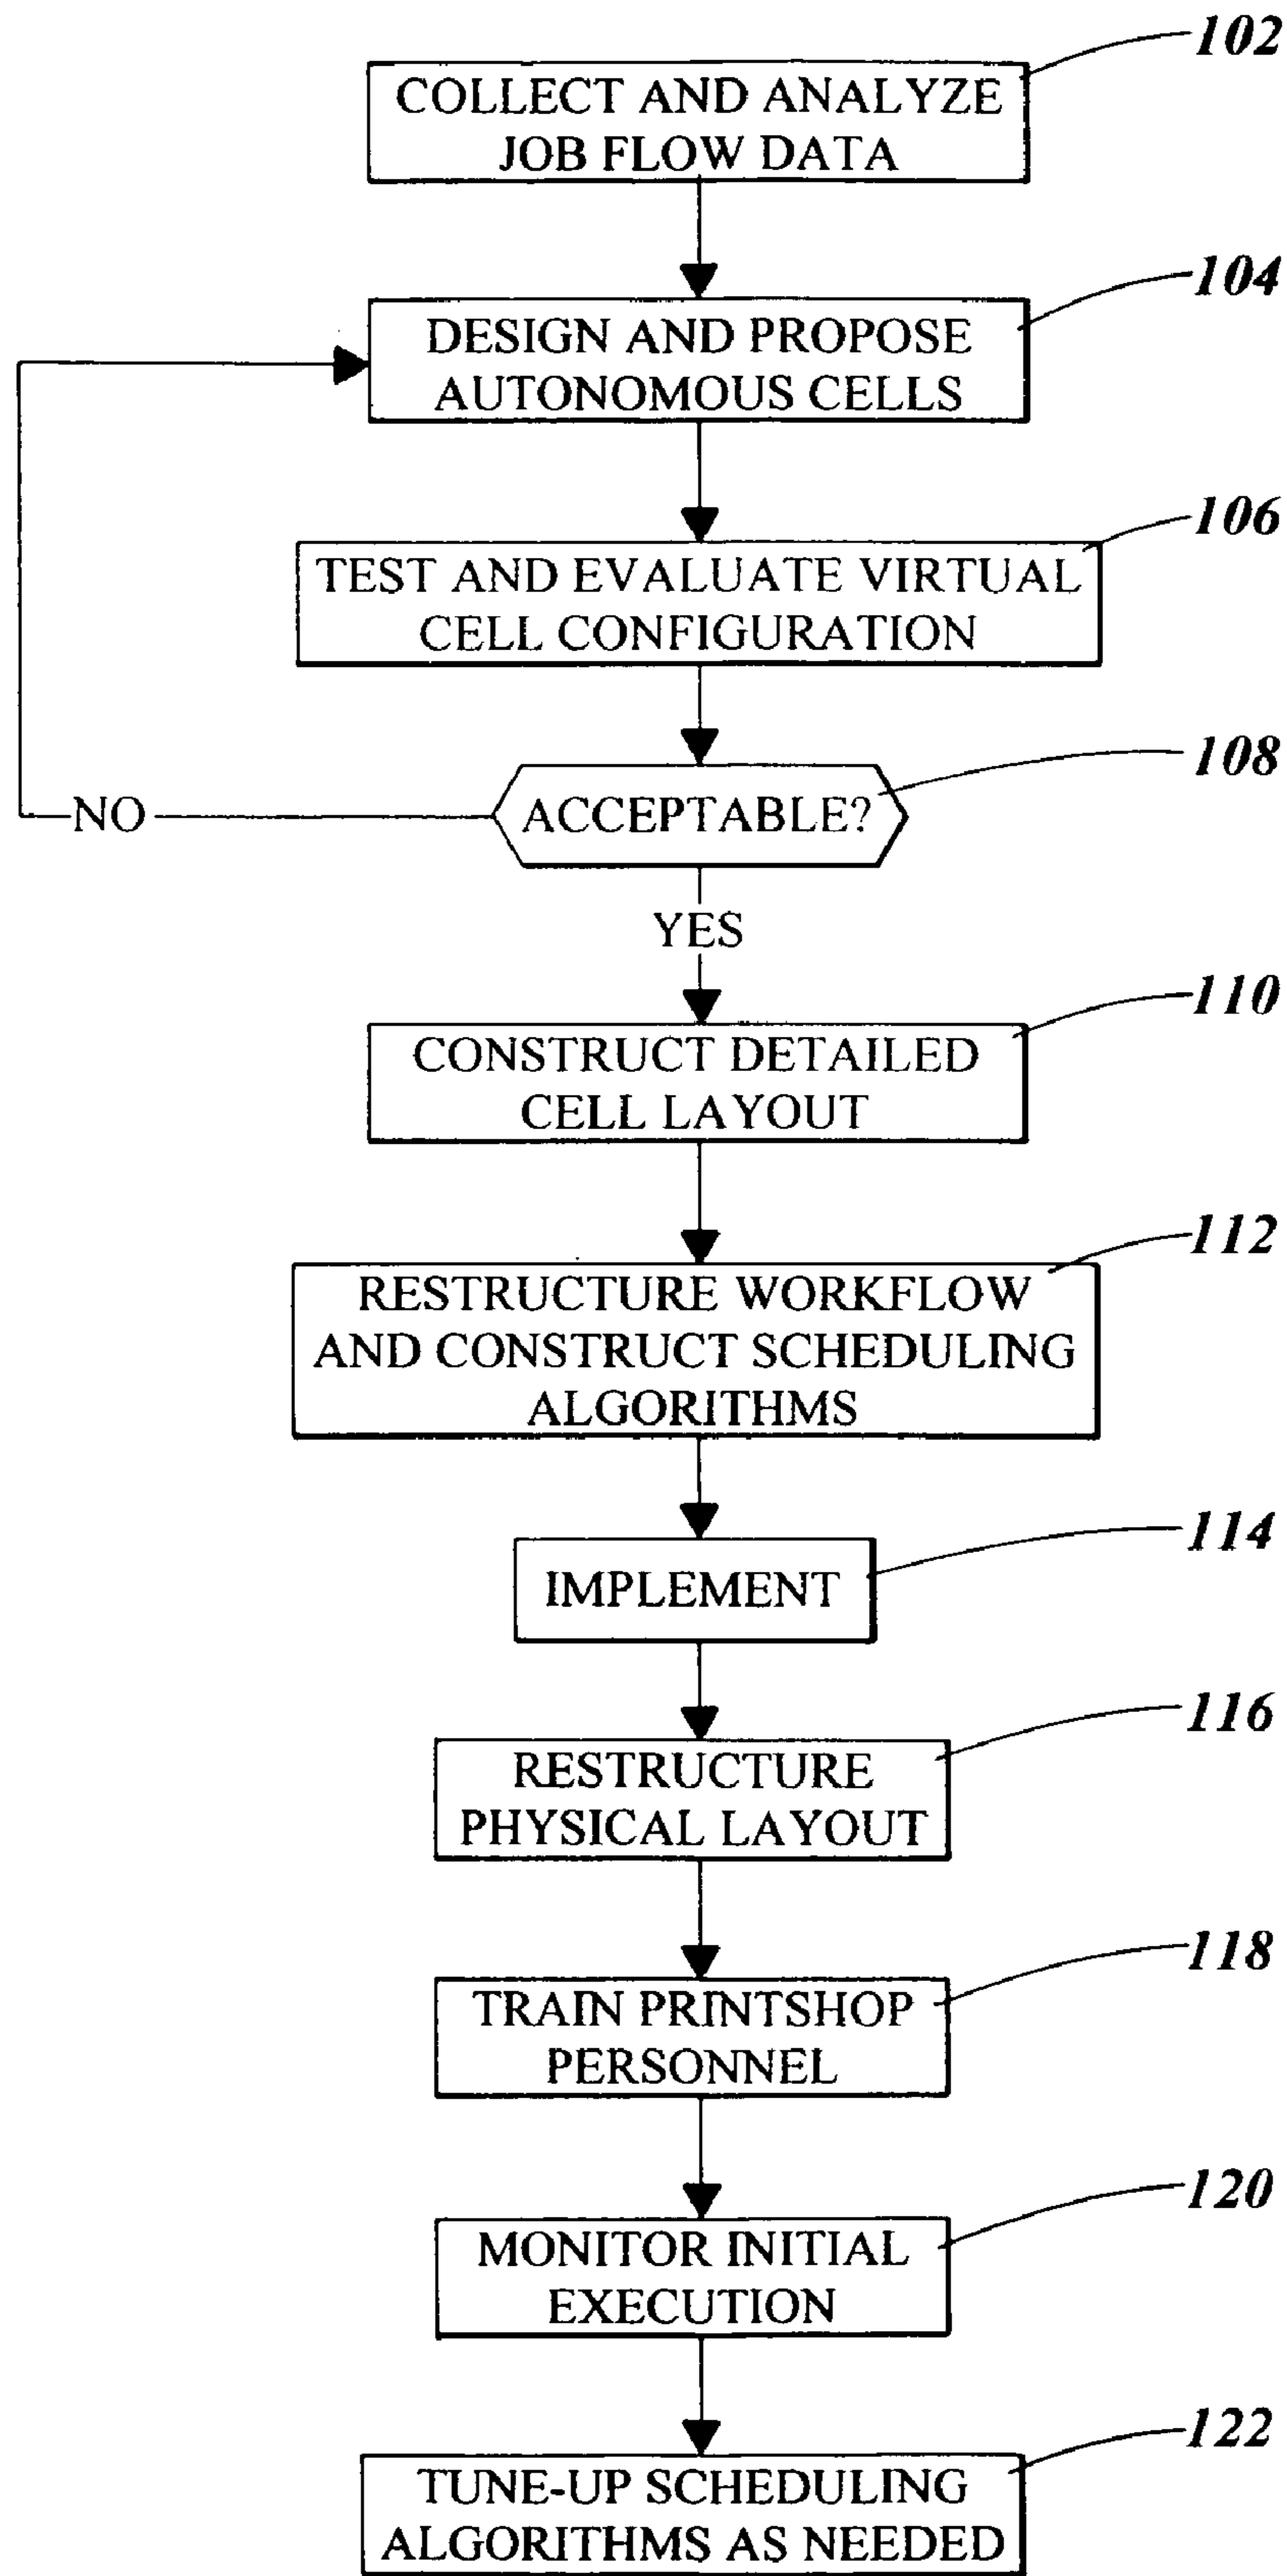 102
COLLECT AND ANALYZE
JOB FLOW DATA
104
DESIGN AND PROPOSE
AUTONOMOUS CELLS
106
TEST AND EVALUATE VIRTUAL
CELL CONFIGURATION
108
ACCEPTABLE?
NO
YES
110
CONSTRUCT DETAILED
CELL LAYOUT
112
RESTRUCTURE WORKFLOW
AND CONSTRUCT SCHEDULING
ALGORITHMS
114
IMPLEMENT
116
RESTRUCTURE
PHYSICAL LAYOUT
118
TRAIN PRINTSHOP
PERSONNEL
120
MONITOR INITIAL
EXECUTION
122
TUNE-UP SCHEDULING
ALGORITHMS AS NEEDED